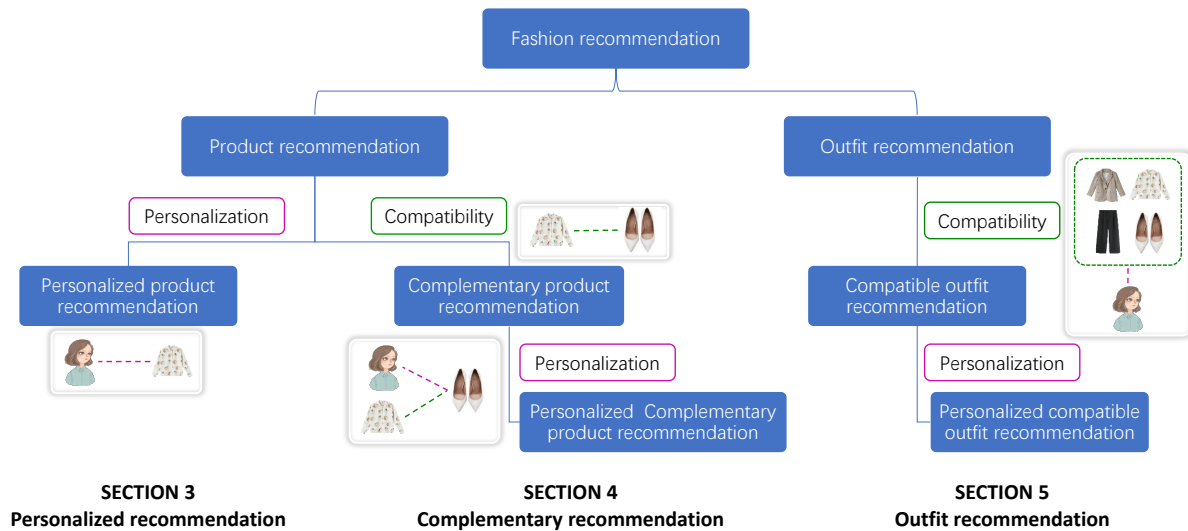 Fashion recommendation
Product recommendation
Outfit recommendation
Personalization
Compatibility
Compatibility
Personalized product
recommendation
Complementary product
recommendation
Compatible outfit
recommendation
Personalization
Personalization
Personalized Complementary
product recommendation
Personalized compatible
outfit recommendation
SECTION 3
Personalized recommendation
SECTION 4
Complementary recommendation
SECTION 5
Outfit recommendation